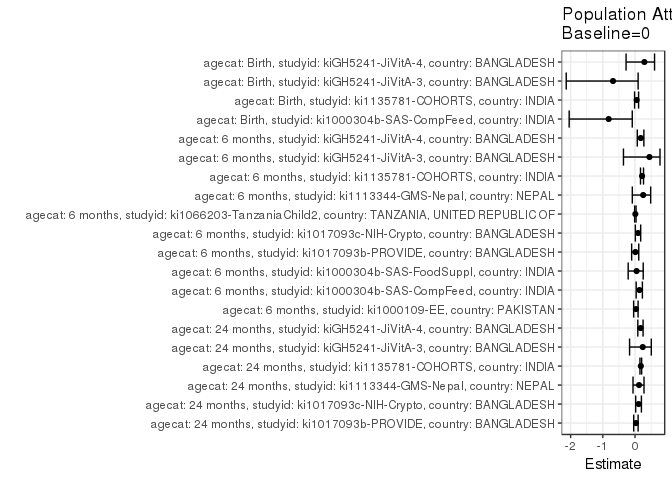 Population Att
Baseline=0
agecat: Birth, studyid: kiGH5241-JiVitA-4, country: BANGLADESH
agecat: Birth, studyid: kiGH5241-JiVitA-3, country: BANGLADESH
agecat: Birth, studyid: ki1135781-COHORTS, country: INDIA
agecat: Birth, studyid: ki1000304b-SAS-CompFeed, country: INDIA
agecat: 6 months, studyid: kiGH5241-JiVitA-4, country: BANGLADESH
agecat: 6 months, studyid: kiGH5241-JiVitA-3, country: BANGLADESH
agecat: 6 months, studyid: ki1135781-COHORTS, country: INDIA
agecat: 6 months, studyid: ki1113344-GMS-Nepal, country: NEPAL
agecat: 6 months, studyid: ki1066203-TanzaniaChild2, country: TANZANIA, UNITED REPUBLIC OF
agecat: 6 months, studyid: ki1017093c-NIH-Crypto, country: BANGLADESH
agecat: 6 months, studyid: ki1017093b-PROVIDE, country: BANGLADESH
agecat: 6 months, studyid: ki1000304b-SAS-FoodSuppl, country: INDIA
agecat: 6 months, studyid: ki1000304b-SAS-CompFeed, country: INDIA
agecat: 6 months, studyid: ki1000109-EE, country: PAKISTAN
agecat: 24 months, studyid: kiGH5241-JiVitA-4, country: BANGLADESH
agecat: 24 months, studyid: kiGH5241-JiVitA-3, country: BANGLADESH
agecat: 24 months, studyid: ki1135781-COHORTS, country: INDIA
agecat: 24 months, studyid: ki1113344-GMS-Nepal, country: NEPAL
agecat: 24 months, studyid: ki1017093c-NIH-Crypto, country: BANGLADESH
agecat: 24 months, studyid: ki1017093b-PROVIDE, country: BANGLADESH
-2 -1 0
Estimate